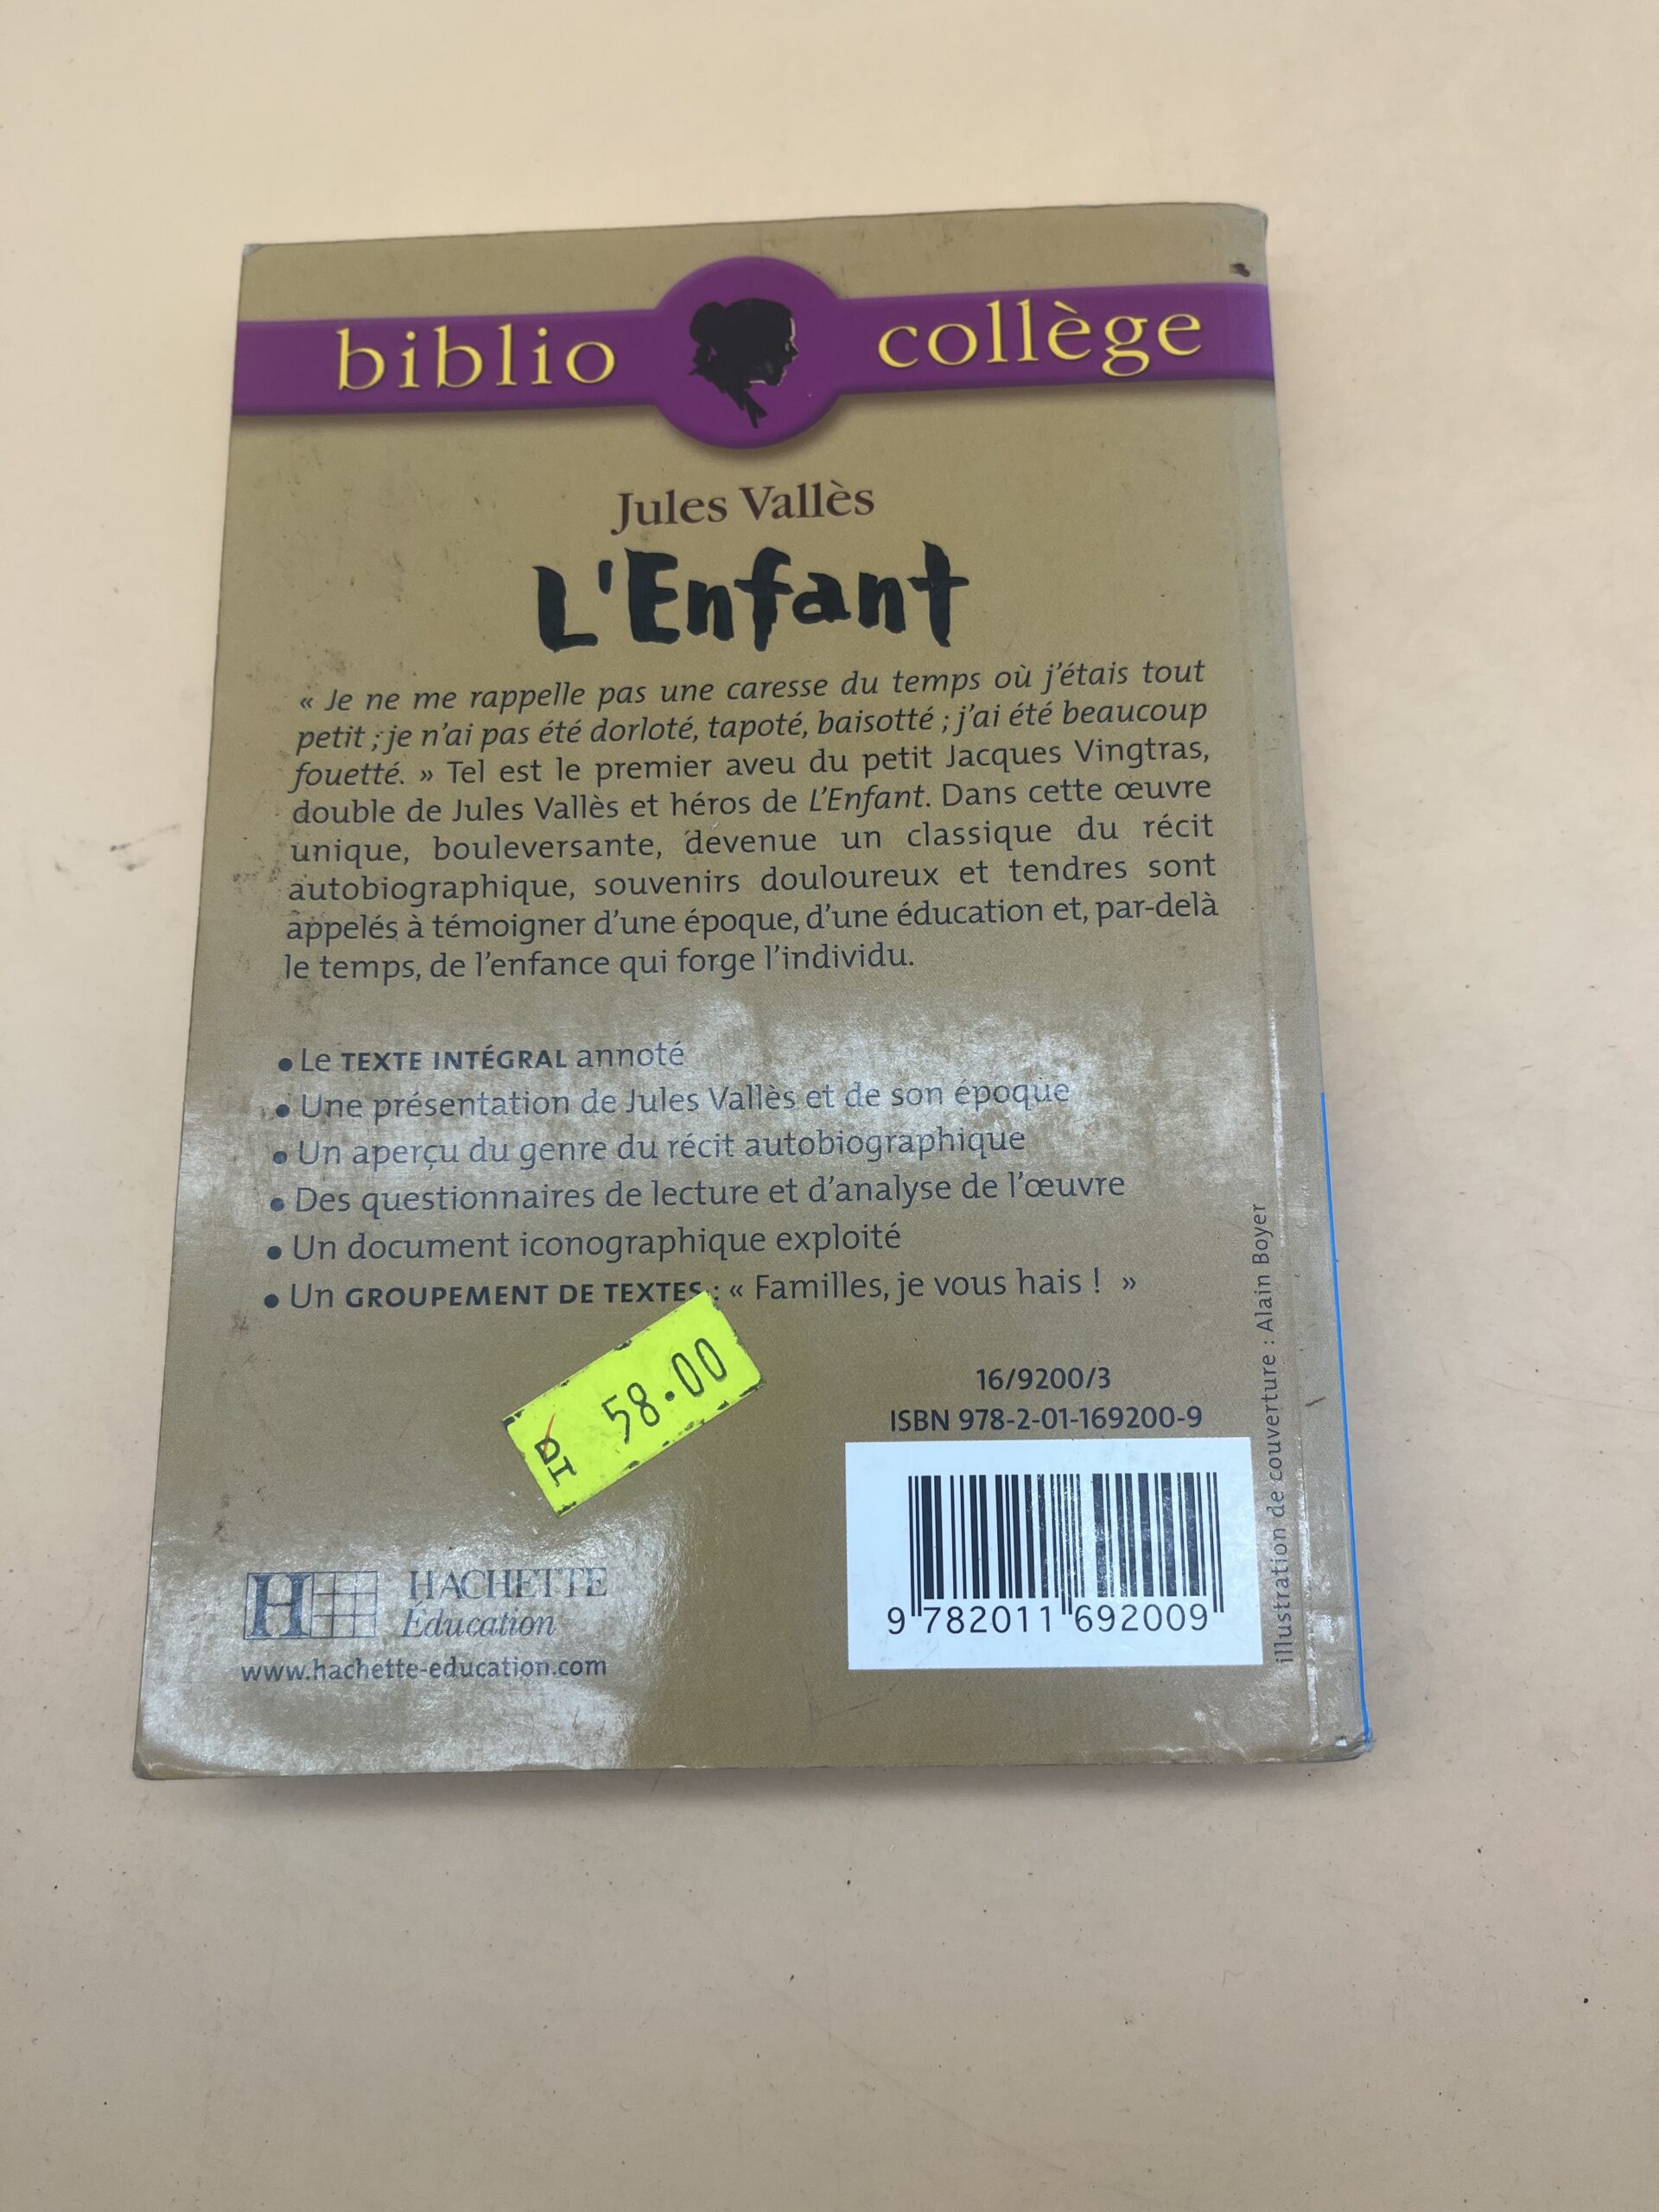 biblio collège
Jules Vallès
L'Enfant
« Je ne me rappelle pas une caresse du temps où j'étais tout
petit ; je n'ai pas été dorloté, tapoté, baisotté ; j'ai été beaucoup
fouetté. » Tel est le premier aveu du petit Jacques Vingtras,
double de Jules Vallès et héros de L'Enfant. Dans cette œuvre
unique, bouleversante, devenue un classique du récit
autobiographique, souvenirs douloureux et tendres sont
appelés à témoigner d'une époque, d'une éducation et, par-delà
le temps, de l'enfance qui forge l'individu.
• Le TEXTE INTÉGRAL annoté
• Une présentation de Jules Vallès et de son époque
• Un aperçu du genre du récit autobiographique
• Des questionnaires de lecture et d'analyse de l'œuvre
• Un document iconographique exploité
• Un GROUPEMENT DE TEXTES : « Familles, je vous hais ! »
58.00
DI
16/9200/3
ISBN 978-2-01-169200-9
9 782011 692009
H HACHETTE
Éducation
www.hachette-education.com
illustration de couverture : Alain Boyer